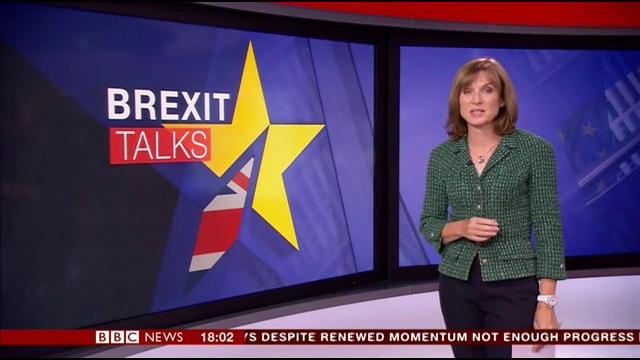 BREXIT
TALKS
BBC NEWS 18:02 'S DESPITE RENEWED MOMENTUM NOT ENOUGH PROGRESS